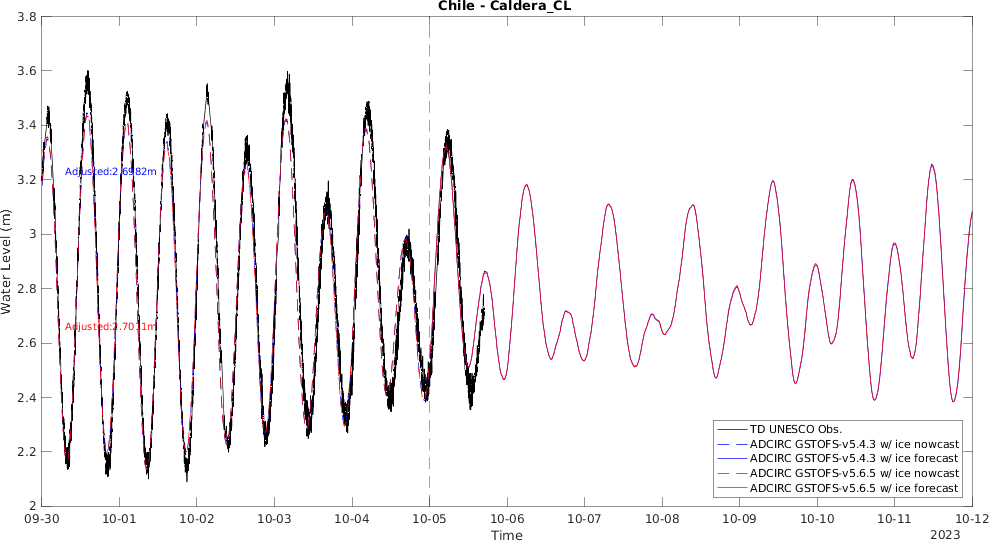 Chile - Caldera_CL
3.8
3.6
3.4
3.2
3
2.8
2.6
2.4
2.2
2
Water Level (m)
Adjusted:2.6982m
Adjusted:2.7011m
TD UNESCO Obs.
ADCIRC GSTOFS-v5.4.3 w/ ice nowcast
ADCIRC GSTOFS-v5.4.3 w/ ice forecast
ADCIRC GSTOFS-v5.6.5 w/ ice nowcast
ADCIRC GSTOFS-v5.6.5 w/ ice forecast
09-30 10-01 10-02 10-03 10-04 10-05 10-06 10-07 10-08 10-09 10-10 10-11 10-12
Time
2023